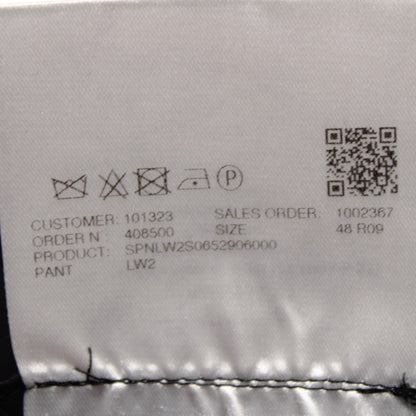 P
CUSTOMER: 101323 SALES ORDER: 1002367
ORDER N 408500 SIZE 48 R09
PRODUCT: SPNLW2S0652906000
PANT LW2